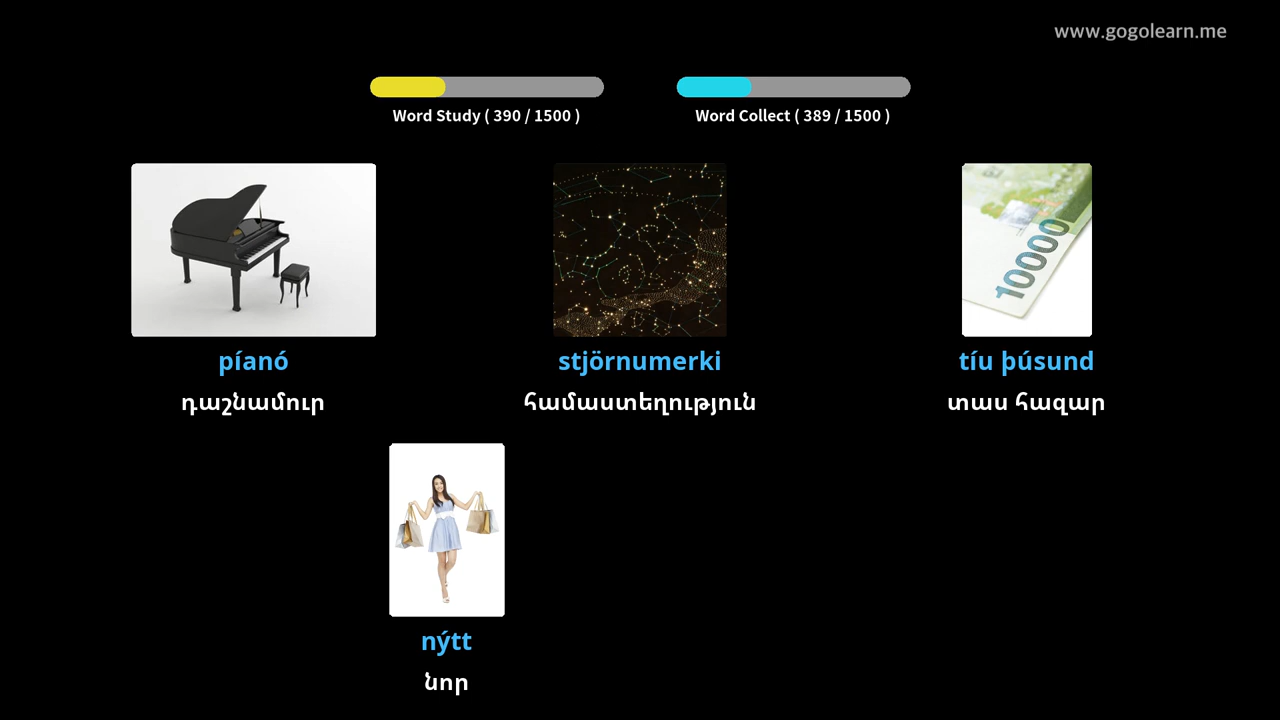 www.gogolearn.me
Word Study ( 390 / 1500 )
Word Collect ( 389 / 1500 )
10000
píanó
stjörnumerki
tíu þúsund
դաշնամուր
համաստեղություն
տաս հազար
nýtt
նոր